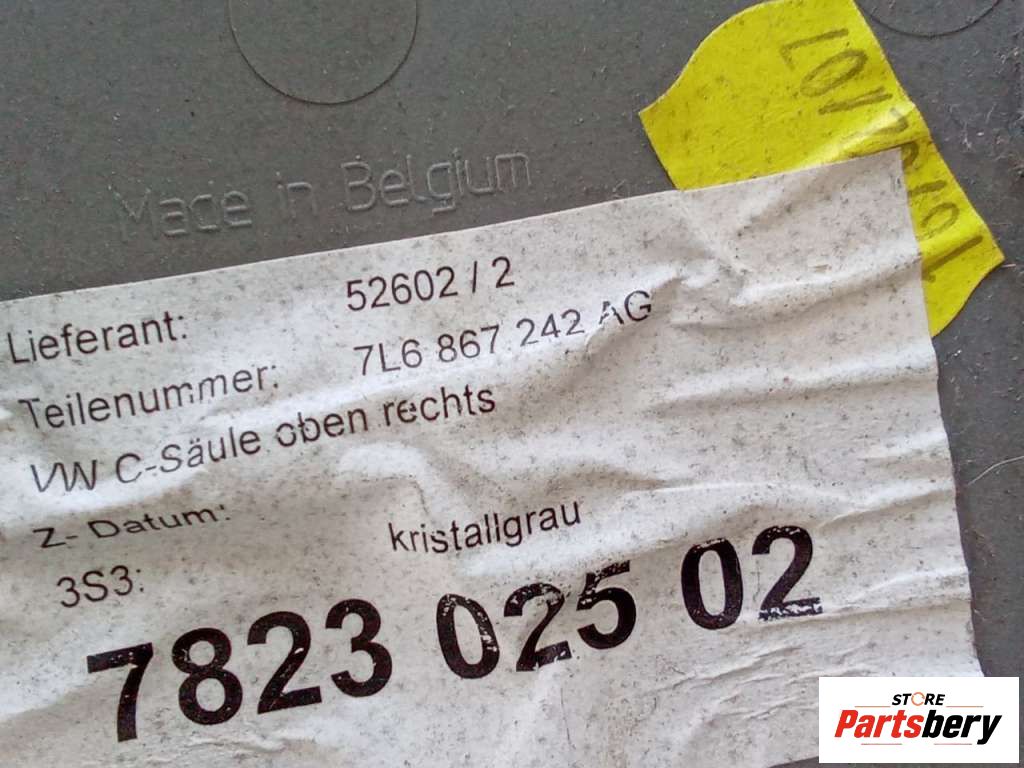 Made in Belgium
Lieferant: 52602 / 2
Teilenummer: 7L6 867 242 AG
VW C-Säule oben rechts
Z- Datum:
3S3: kristallgrau
7823 025 02
STORE
Partsbery